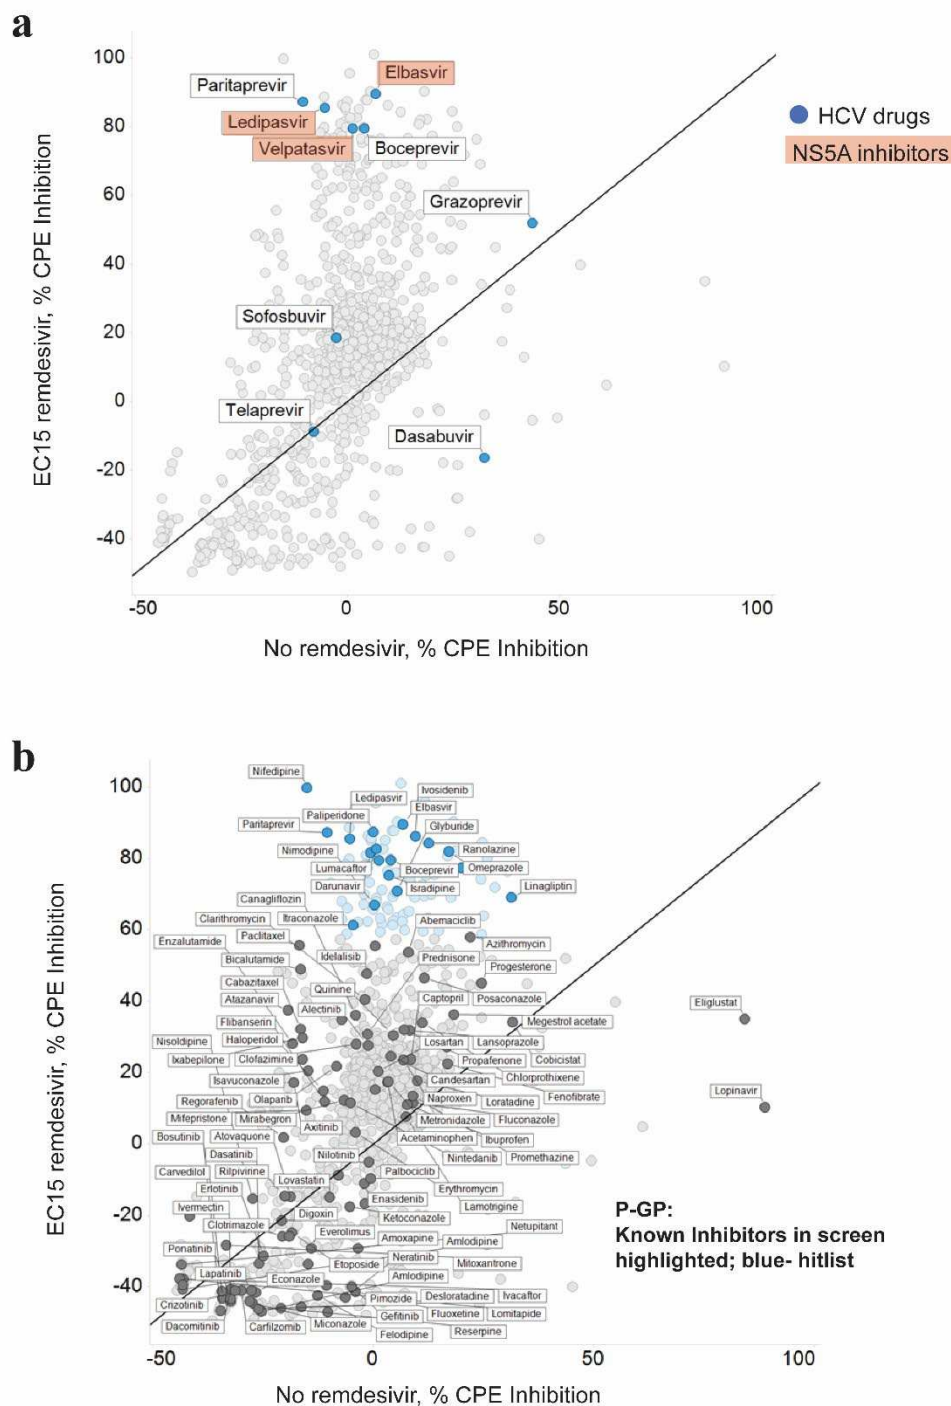 a
100
80
60
40
20
0
-20
-40
EC15 remdesivir, % CPE Inhibition
Paritaprevir
Elbasvir
Ledipasvir
Velpatasvir
Boceprevir
Grazoprevir
Sofosbuvir
Telaprevir
Dasabuvir
HCV drugs
NS5A inhibitors
-50 0 50 100
No remdesivir, % CPE Inhibition
b
100
80
60
40
20
0
-20
-40
EC15 remdesivir, % CPE Inhibition
Nifedipine
Ivosidenib
Ledipasvir
Elbasvir
Paliperidone
Paritaprevir
Glyburide
Nimodipine
Ranolazine
Lumacaftor
Boceprevir
Omeprazole
Darunavir
Isradipine
Linagliptin
Canagliflozin
Clarithromycin
Itraconazole
Abemaciclib
Enzalutamide
Paclitaxel
Azithromycin
Idelalisib
Prednisone
Bicalutamide
Progesterone
Cabazitaxel
Quinine
Atazanavir
Captopril
Posaconazole
Alectinib
Eliglustat
Flibanserin
Megestrol acetate
Nisoldipine
Haloperidol
Losartan
Lansoprazole
Ixabepilone
Clofazimine
Propafenone
Cobicistat
Isavuconazole
Candesartan
Chlorprothixene
Regorafenib
Olaparib
Naproxen
Loratadine
Fenofibrate
Lopinavir
Mifepristone
Mirabegron
Axitinib
Metronidazole
Fluconazole
Bosutinib
Atovaquone
Acetaminophen
Ibuprofen
Dasatinib
Nilotinib
Nintedanib
Promethazine
Carvedilol
Rilpivirine
Lovastatin
Palbociclib
Erlotinib
Erythromycin
Ivermectin
Digoxin
Enasidenib
Lamotrigine
Clotrimazole
Ketoconazole
Netupitant
Everolimus
Amoxapine
Amlodipine
Ponatinib
Etoposide
Neratinib
Mitoxantrone
Lapatinib
Econazole
Amlodipine
Crizotinib
Pimozide
Desloratadine
Ivacaftor
Dacomitinib
Carfilzomib
Miconazole
Gefitinib
Fluoxetine
Lomitapide
Felodipine
Reserpine
P-GP:
Known Inhibitors in screen
highlighted; blue- hitlist
-50 0 50 100
No remdesivir, % CPE Inhibition